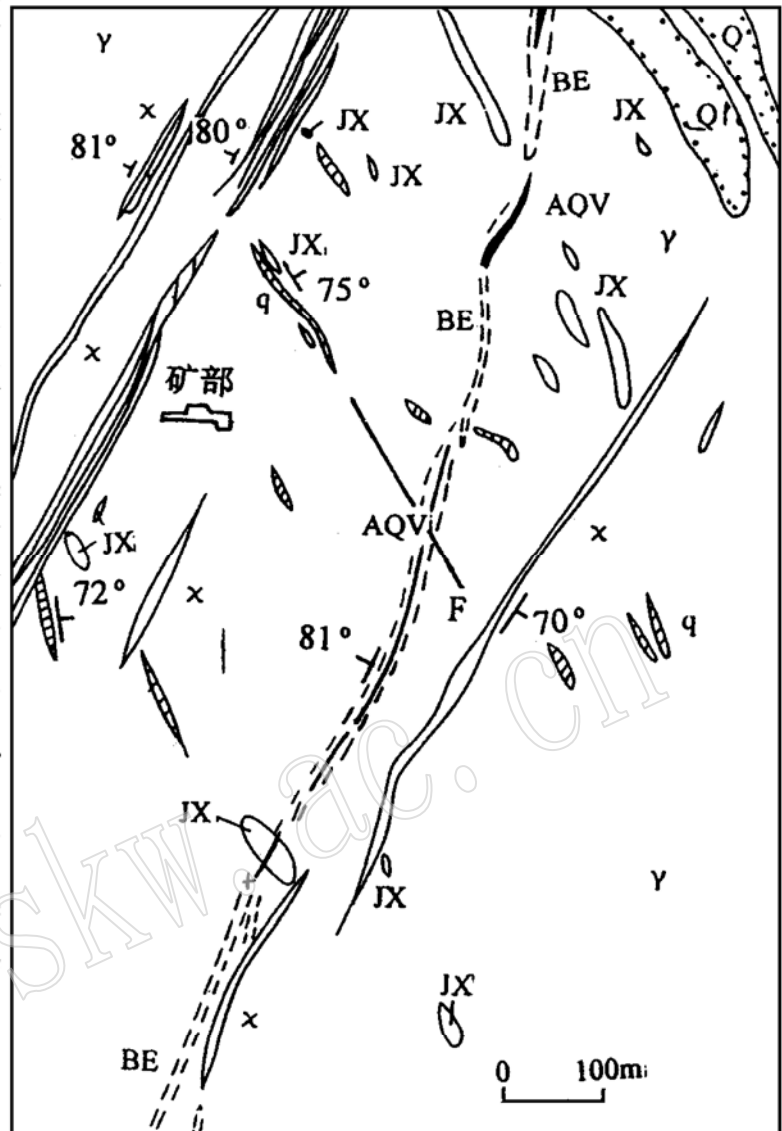 γ
Q
BE
χ
JX
JX
JX
Q
81°
80°
JX
AQV
γ
JX
75°
JX
q
BE
χ
矿部
AQV
χ
JX
F
72°
χ
70°
q
81°
JX
JX
γ
JX
χ
BE
0 100m
skw.ac.cn